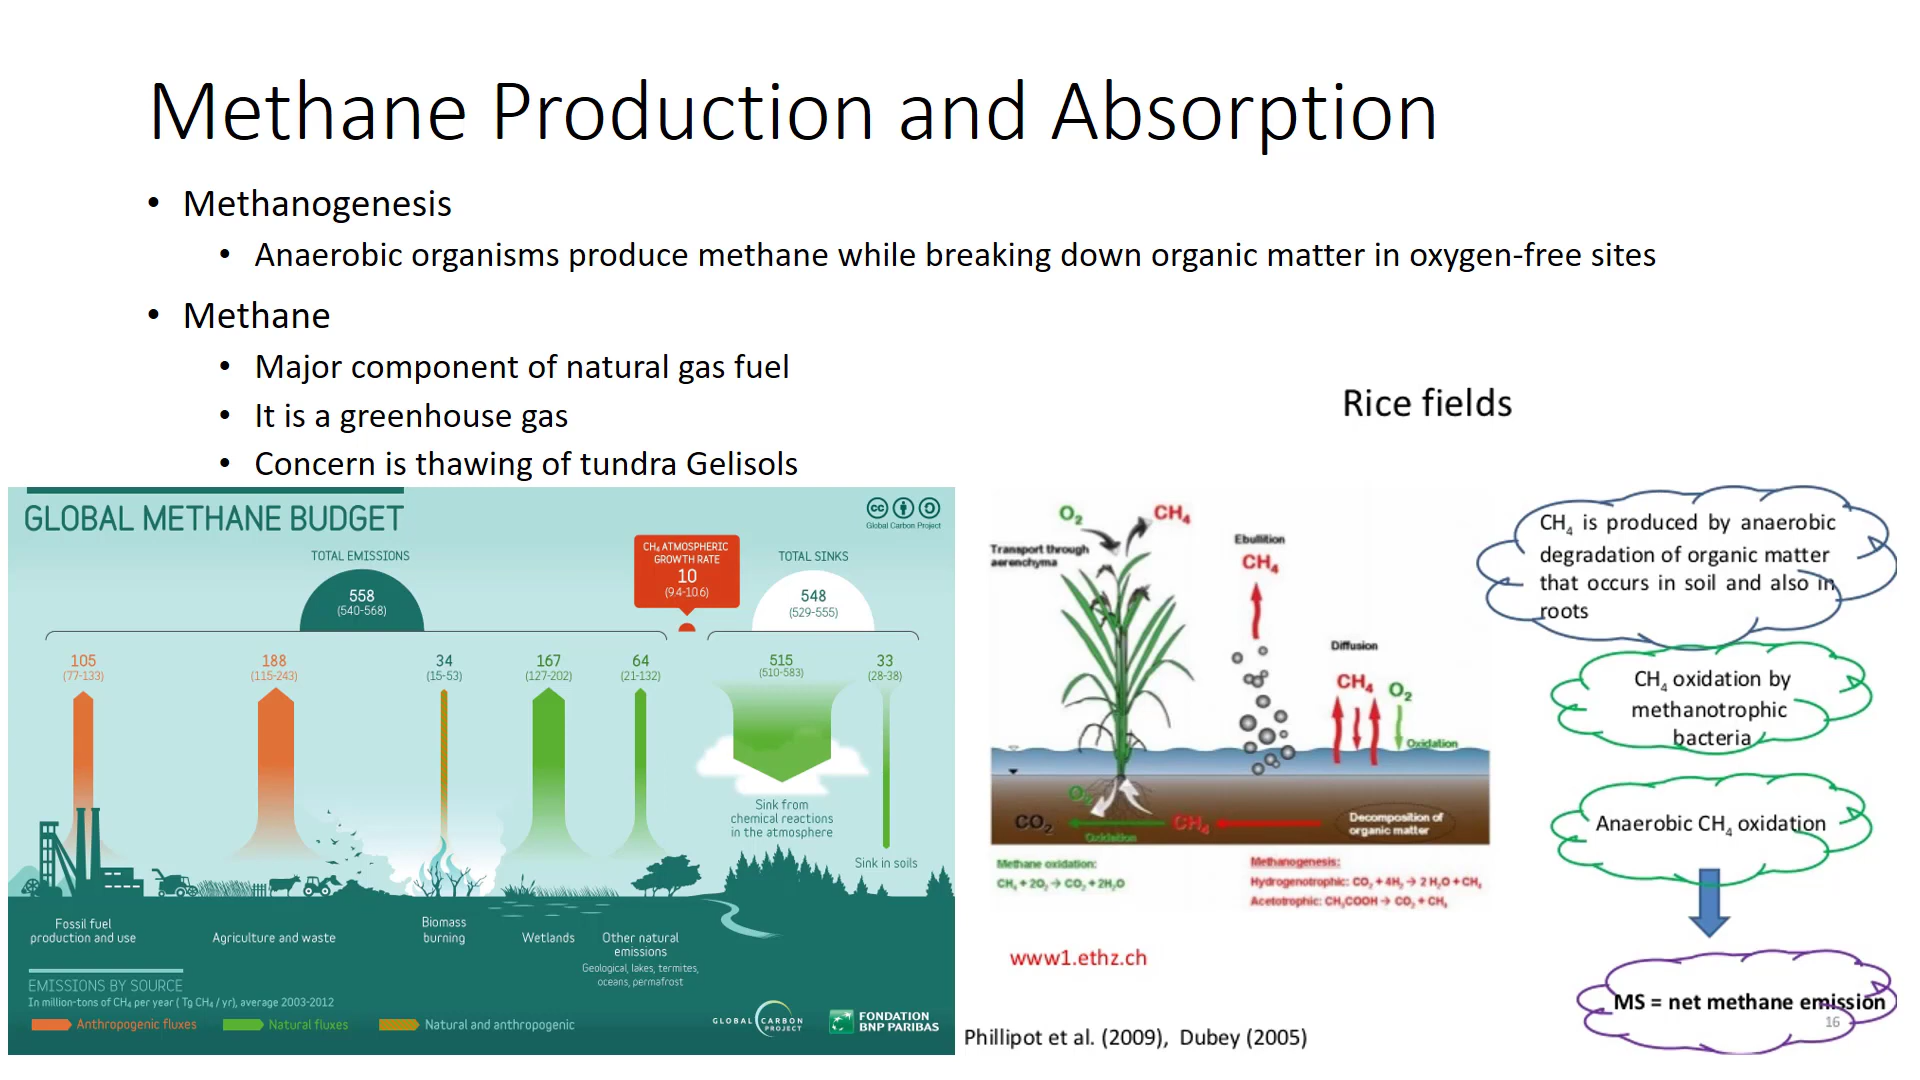 Methane Production and Absorption
• Methanogenesis
• Anaerobic organisms produce methane while breaking down organic matter in oxygen-free sites
• Methane
• Major component of natural gas fuel
• It is a greenhouse gas
• Concern is thawing of tundra Gelisols
GLOBAL METHANE BUDGET
cc
Global Carbon Project
TOTAL EMISSIONS
558
(540-568)
CH₄ ATMOSPHERIC
GROWTH RATE
10
(9.4-10.6)
TOTAL SINKS
548
(529-555)
105
(77-133)
188
(115-243)
34
(15-53)
167
(127-202)
64
(21-132)
515
(510-583)
33
(28-38)
Sink from
chemical reactions
in the atmosphere
Sink in soils
Fossil fuel
production and use
Agriculture and waste
Biomass
burning
Wetlands
Other natural
emissions
Geological, lakes, termites,
oceans, permafrost
EMISSIONS BY SOURCE
In million-tons of CH₄ per year ( Tg CH₄ / yr), average 2003-2012
Anthropogenic fluxes
Natural fluxes
Natural and anthropogenic
GLOBAL CARBON
PROJECT
FONDATION
BNP PARIBAS
Rice fields
O₂
CH₄
Transport through
aerenchyma
Ebullition
CH₄
Diffusion
CH₄
O₂
Oxidation
O₂
CO₂
Oxidation
CH₄
Decomposition of
organic matter
Methane oxidation:
CH₄ + 2O₂ → CO₂ + 2H₂O
Methanogenesis:
Hydrogenotrophic: CO₂ + 4H₂ → 2 H₂O + CH₄
Acetotrophic: CH₃COOH → CO₂ + CH₄
www1.ethz.ch
Phillipot et al. (2009), Dubey (2005)
CH₄ is produced by anaerobic
degradation of organic matter
that occurs in soil and also in
roots
CH₄ oxidation by
methanotrophic
bacteria
Anaerobic CH₄ oxidation
MS = net methane emission
16